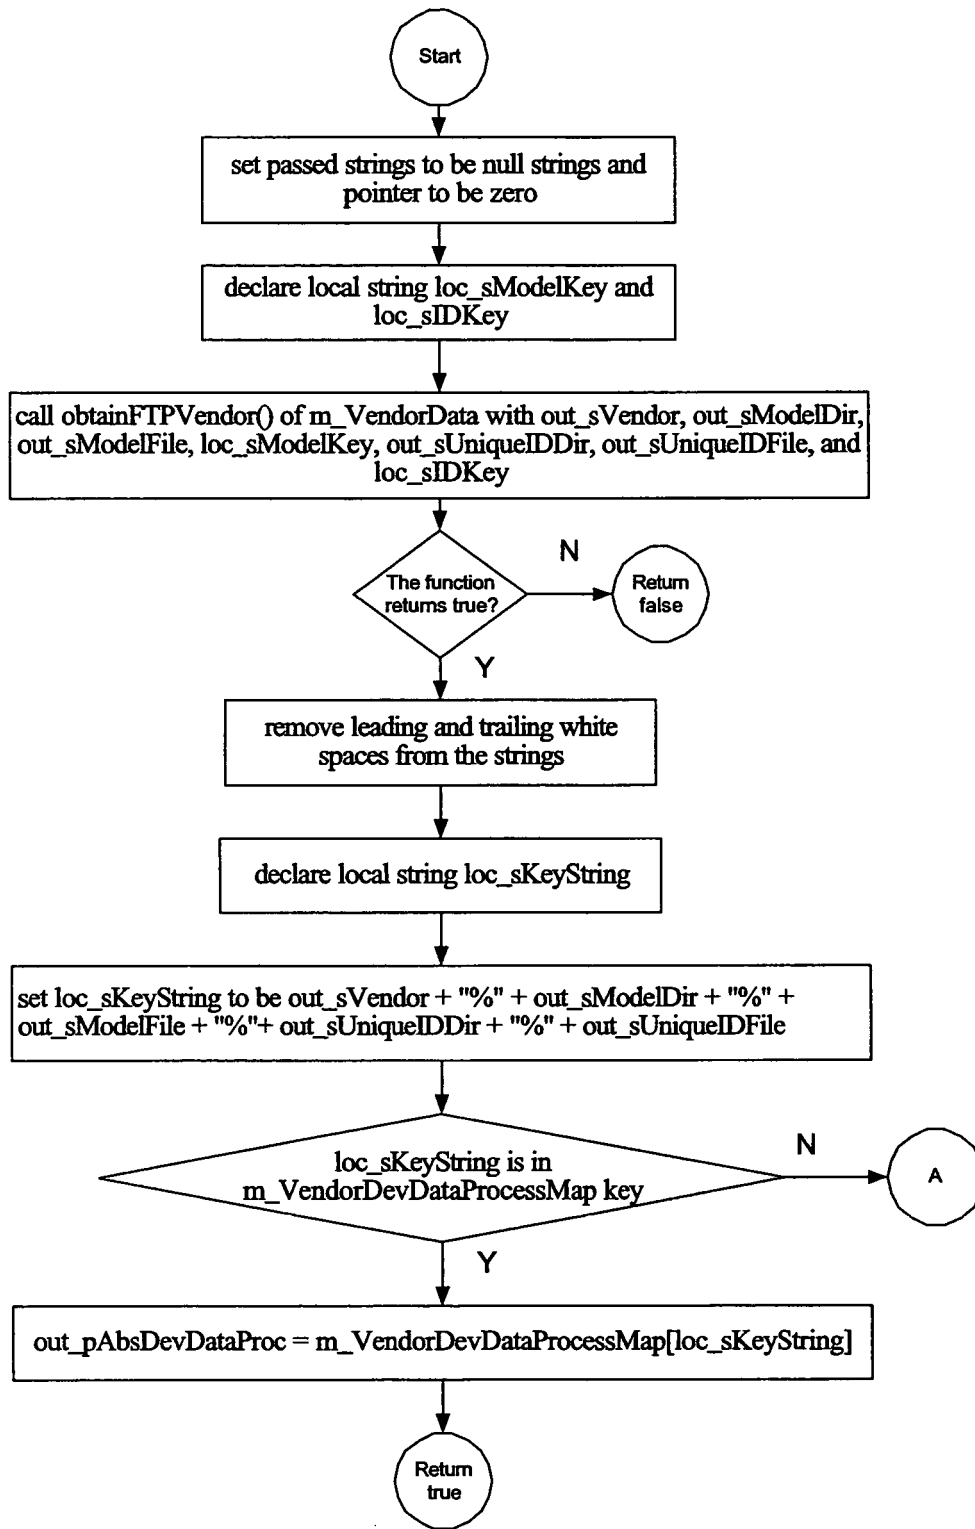 Start
set passed strings to be null strings and
pointer to be zero
declare local string loc_sModelKey and
loc_sIDKey
call obtainFTPVendor() of m_VendorData with out_sVendor, out_sModelDir,
out_sModelFile, loc_sModelKey, out_sUniqueIDDir, out_sUniqueIDFile, and
loc_sIDKey
The function
returns true?
N
Return
false
Y
remove leading and trailing white
spaces from the strings
declare local string loc_sKeyString
set loc_sKeyString to be out_sVendor + "%" + out_sModelDir + "%" +
out_sModelFile + "%"+ out_sUniqueIDDir + "%" + out_sUniqueIDFile
loc_sKeyString is in
m_VendorDevDataProcessMap key
N
A
Y
out_pAbsDevDataProc = m_VendorDevDataProcessMap[loc_sKeyString]
Return
true